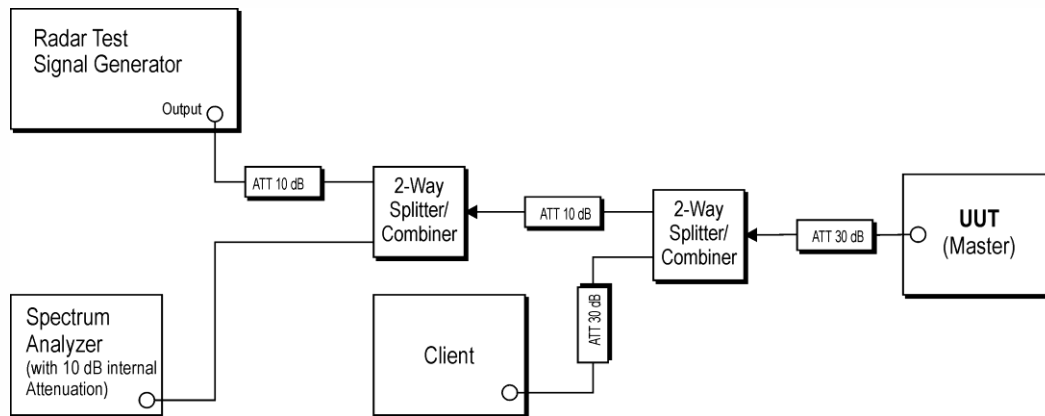 Radar Test
Signal Generator
Output
ATT 10 dB
2-Way
Splitter/
Combiner
ATT 10 dB
2-Way
Splitter/
Combiner
ATT 30 dB
UUT
(Master)
Spectrum
Analyzer
(with 10 dB internal
Attenuation)
Client
ATT 30 dB